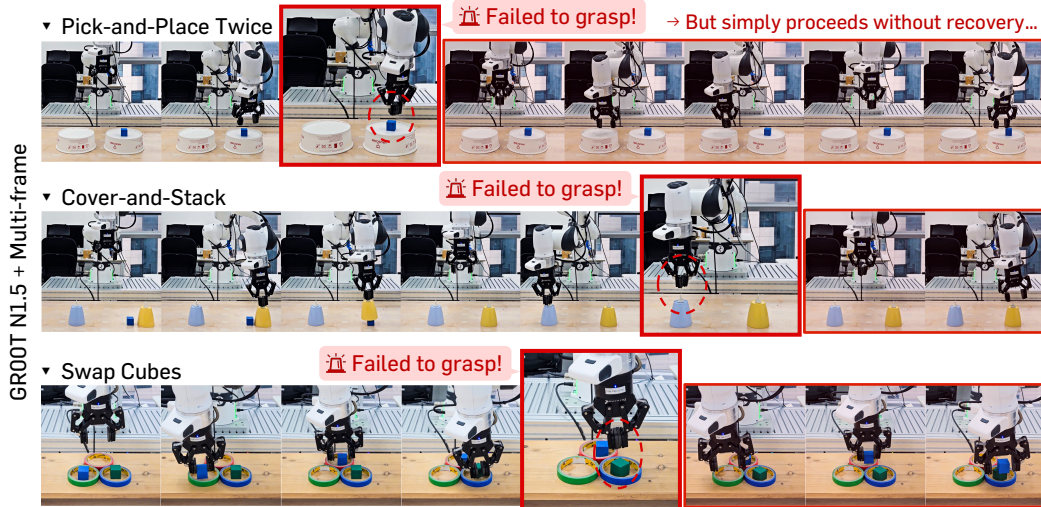 ▼ Pick-and-Place Twice
Failed to grasp!
→ But simply proceeds without recovery...
▼ Cover-and-Stack
Failed to grasp!
▼ Swap Cubes
Failed to grasp!
GR00T N1.5 + Multi-frame